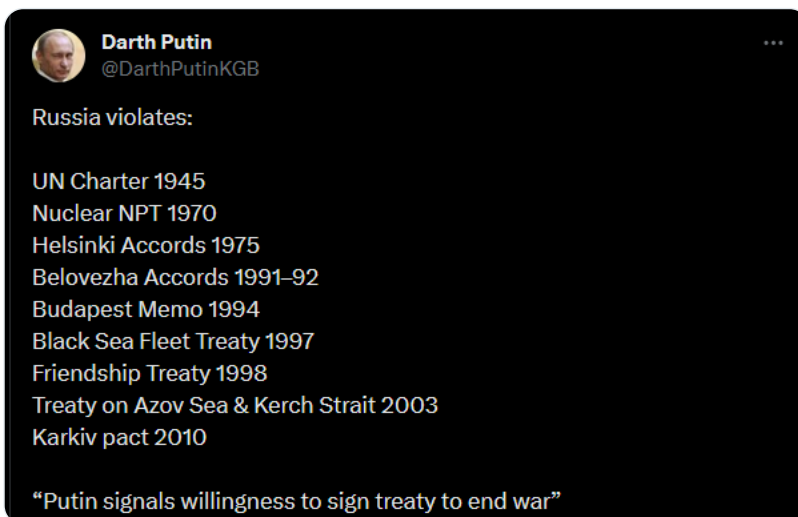 Darth Putin
@DarthPutinKGB
Russia violates:
UN Charter 1945
Nuclear NPT 1970
Helsinki Accords 1975
Belovezha Accords 1991–92
Budapest Memo 1994
Black Sea Fleet Treaty 1997
Friendship Treaty 1998
Treaty on Azov Sea & Kerch Strait 2003
Karkiv pact 2010
“Putin signals willingness to sign treaty to end war”